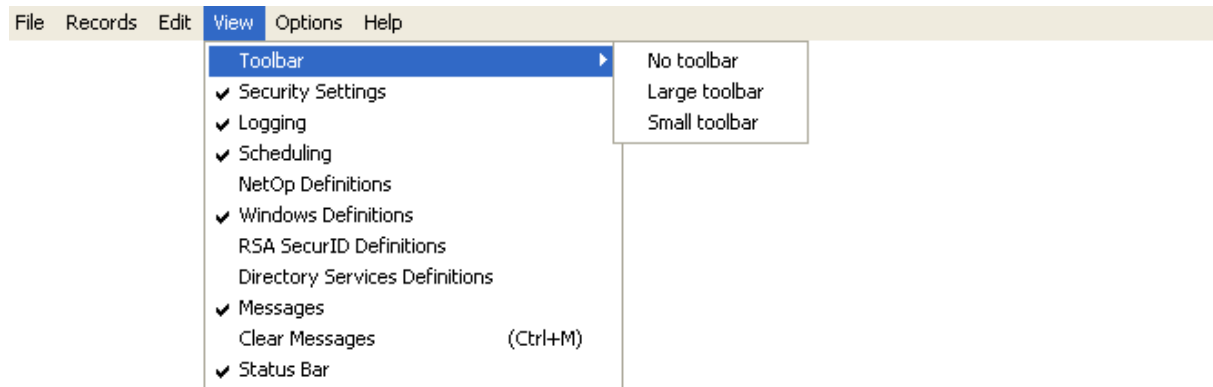 File Records Edit View Options Help
Toolbar No toolbar
Security Settings Large toolbar
Logging Small toolbar
Scheduling
NetOp Definitions
Windows Definitions
RSA SecurID Definitions
Directory Services Definitions
Messages
Clear Messages (Ctrl+M)
Status Bar